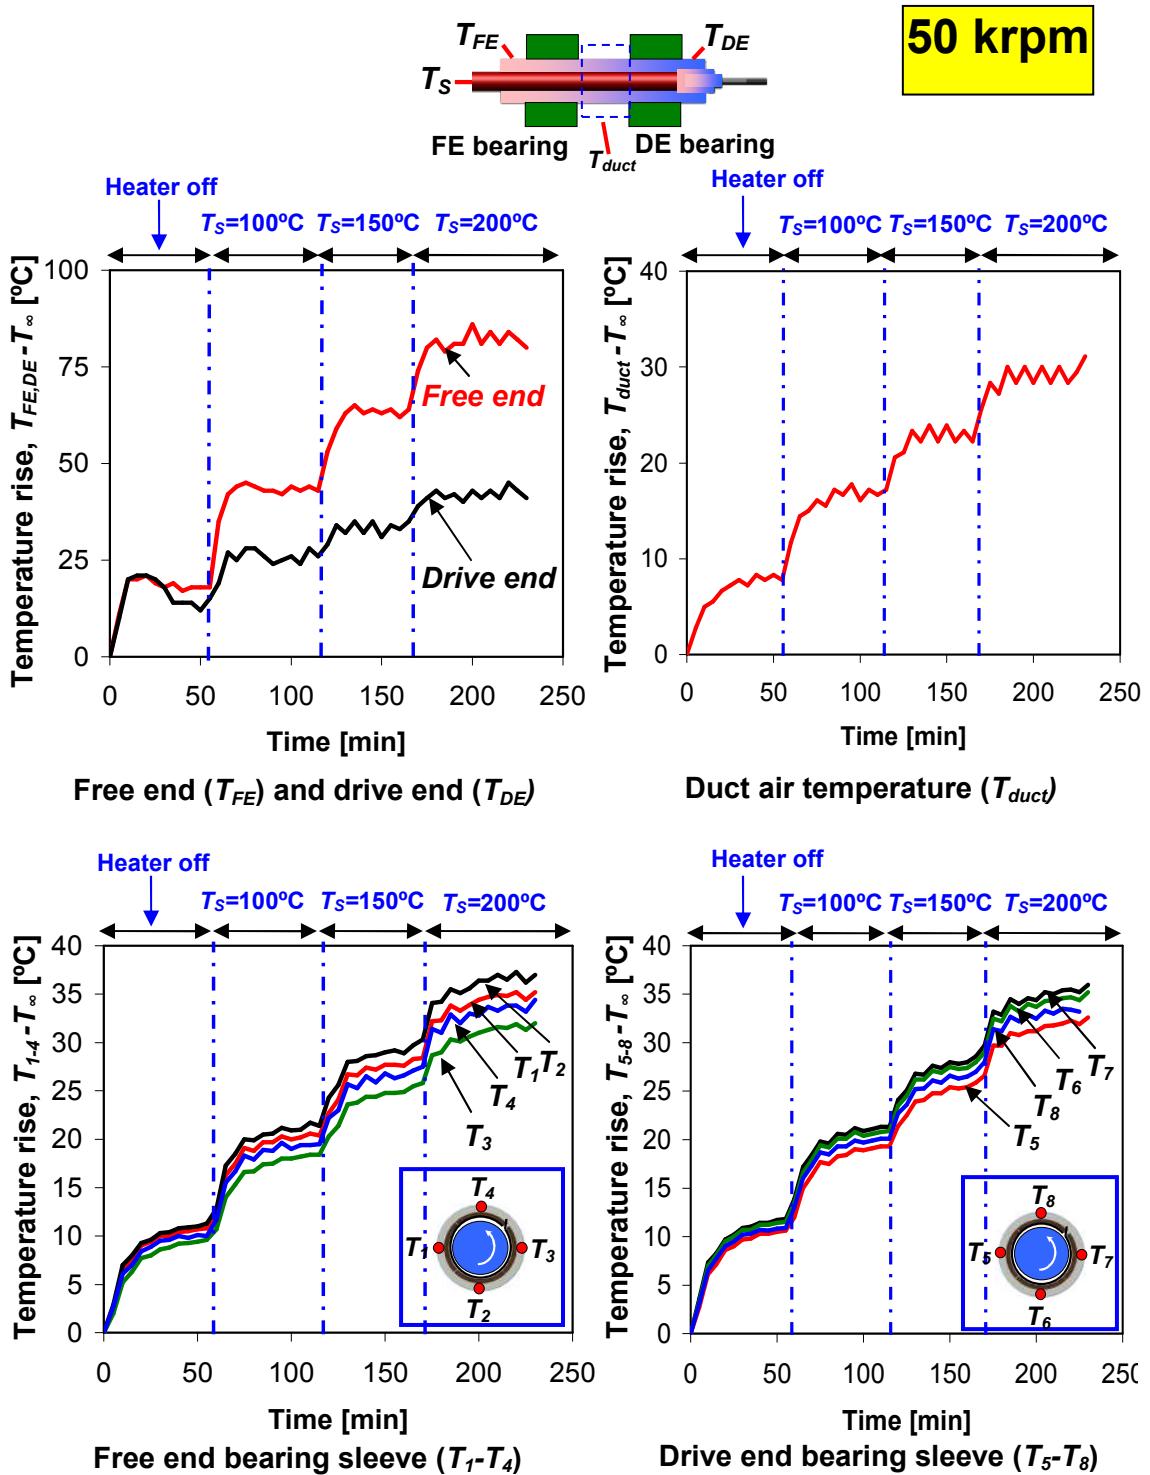 50 krpm
T_FE
T_DE
T_S
FE bearing
DE bearing
T_duct
Heater off
T_S=100ºC
T_S=150ºC
T_S=200ºC
Temperature rise, T_FE,DE-T_∞ [ºC]
100
75
50
25
0
Free end
Drive end
0 50 100 150 200 250
Time [min]
Free end (T_FE) and drive end (T_DE)
Heater off
T_S=100ºC
T_S=150ºC
T_S=200ºC
Temperature rise, T_duct-T_∞ [ºC]
40
30
20
10
0
0 50 100 150 200 250
Time [min]
Duct air temperature (T_duct)
Heater off
T_S=100ºC
T_S=150ºC
T_S=200ºC
Temperature rise, T_1-4-T_∞ [ºC]
40
35
30
25
20
15
10
5
0
T_1
T_2
T_4
T_3
T_4
T_1
T_3
T_2
0 50 100 150 200 250
Time [min]
Free end bearing sleeve (T_1-T_4)
Heater off
T_S=100ºC
T_S=150ºC
T_S=200ºC
Temperature rise, T_5-8-T_∞ [ºC]
40
35
30
25
20
15
10
5
0
T_7
T_6
T_8
T_5
T_8
T_5
T_7
T_6
0 50 100 150 200 250
Time [min]
Drive end bearing sleeve (T_5-T_8)